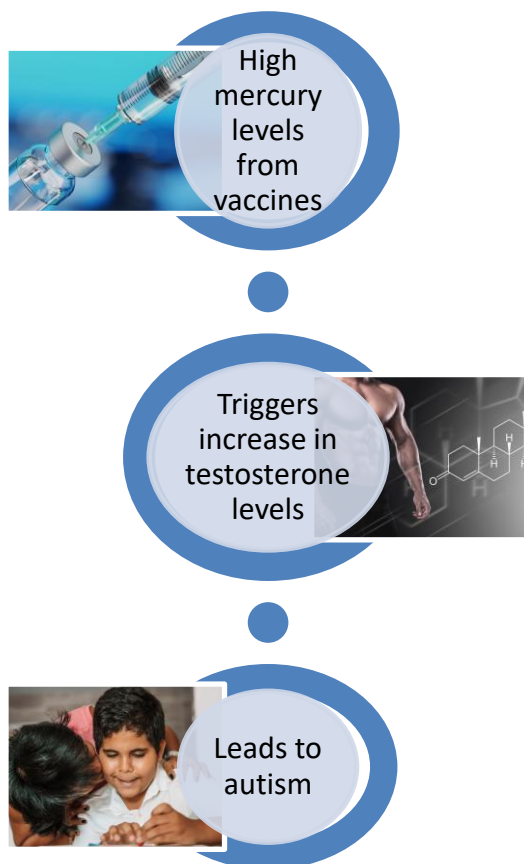 High
mercury
levels
from
vaccines
Triggers
increase in
testosterone
levels
O
H
H
H
Leads to
autism